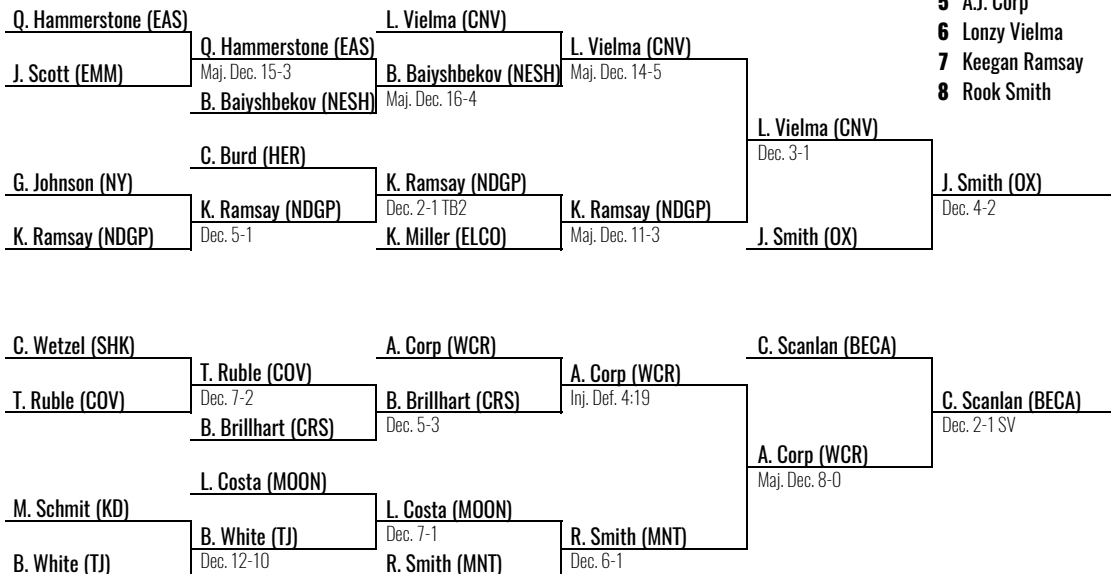 5 A.J. Corp
6 Lonzy Vielma
7 Keegan Ramsay
8 Rook Smith
Q. Hammerstone (EAS)
J. Scott (EMM)
Q. Hammerstone (EAS)
Maj. Dec. 15-3
B. Baiyshbekov (NESH)
L. Vielma (CNV)
B. Baiyshbekov (NESH)
Maj. Dec. 16-4
L. Vielma (CNV)
Maj. Dec. 14-5
L. Vielma (CNV)
Dec. 3-1
G. Johnson (NY)
K. Ramsay (NDGP)
C. Burd (HER)
K. Ramsay (NDGP)
Dec. 5-1
K. Ramsay (NDGP)
Dec. 2-1 TB2
K. Miller (ELCO)
K. Ramsay (NDGP)
Maj. Dec. 11-3
J. Smith (OX)
J. Smith (OX)
Dec. 4-2
C. Wetzel (SHK)
T. Ruble (COV)
T. Ruble (COV)
Dec. 7-2
B. Brillhart (CRS)
A. Corp (WCR)
B. Brillhart (CRS)
Dec. 5-3
A. Corp (WCR)
Inj. Def. 4:19
C. Scanlan (BECA)
A. Corp (WCR)
Maj. Dec. 8-0
C. Scanlan (BECA)
Dec. 2-1 SV
M. Schmit (KD)
B. White (TJ)
L. Costa (MOON)
B. White (TJ)
Dec. 12-10
L. Costa (MOON)
Dec. 7-1
R. Smith (MNT)
R. Smith (MNT)
Dec. 6-1